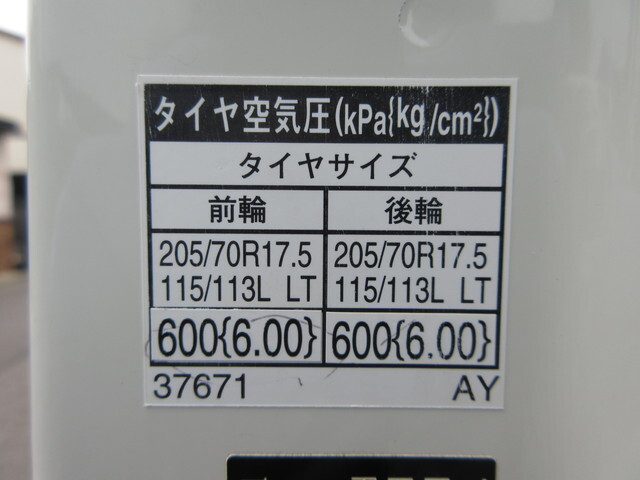 タイヤ空気圧(kPa{kg/cm²})
タイヤサイズ
前輪 後輪
205/70R17.5 205/70R17.5
115/113L LT 115/113L LT
600{6.00} 600{6.00}
37671 AY